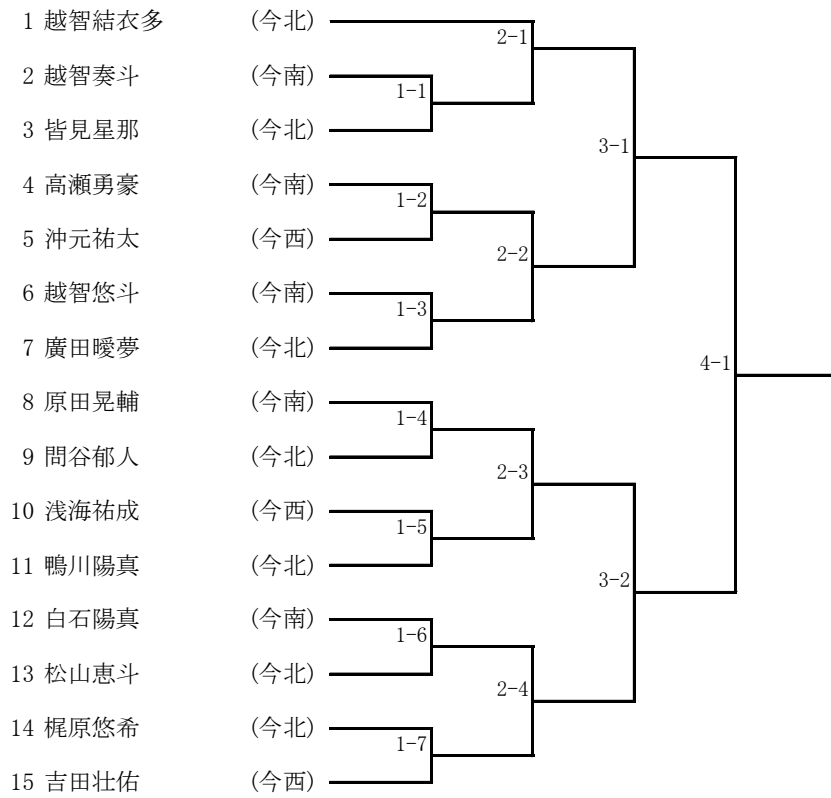 1 越智結衣多 (今北)
2-1
2 越智奏斗 (今南)
1-1
3 皆見星那 (今北)
3-1
4 高瀬勇豪 (今南)
1-2
5 沖元祐太 (今西)
2-2
6 越智悠斗 (今南)
1-3
7 廣田曖夢 (今北)
4-1
8 原田晃輔 (今南)
1-4
9 問谷郁人 (今北)
2-3
10 浅海祐成 (今西)
1-5
11 鴨川陽真 (今北)
3-2
12 白石陽真 (今南)
1-6
13 松山恵斗 (今北)
2-4
14 梶原悠希 (今北)
1-7
15 吉田壮佑 (今西)